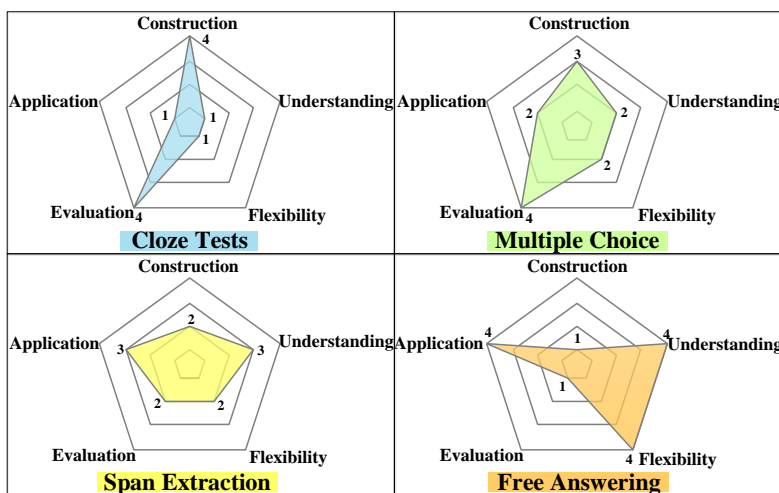 Construction
4
Application
Understanding
1
1
1
Evaluation
4
Flexibility
Cloze Tests
Construction
3
Application
Understanding
2
2
2
Evaluation
4
Flexibility
Multiple Choice
Construction
2
Application
3
3
Understanding
2
2
Evaluation
Flexibility
Span Extraction
Construction
4
4
1
Application
Understanding
1
Evaluation
4
Flexibility
Free Answering